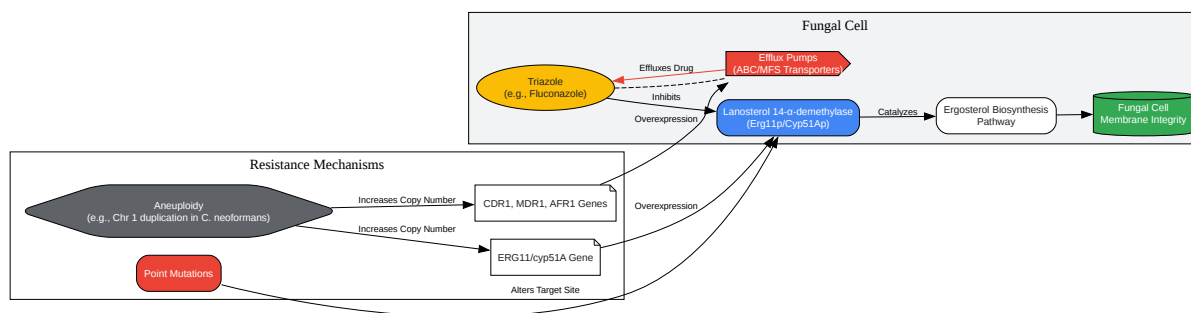 Fungal Cell
Efflux Pumps
(ABC/MFS Transporters)
Effluxes Drug
Triazole
(e.g., Fluconazole)
Inhibits
Overexpression
Lanosterol 14-α-demethylase
(Erg11p/Cyp51Ap)
Catalyzes
Ergosterol Biosynthesis
Pathway
Fungal Cell
Membrane Integrity
Resistance Mechanisms
Aneuploidy
(e.g., Chr 1 duplication in C. neoformans)
Increases Copy Number
CDR1, MDR1, AFR1 Genes
Overexpression
Increases Copy Number
ERG11/cyp51A Gene
Point Mutations
Alters Target Site